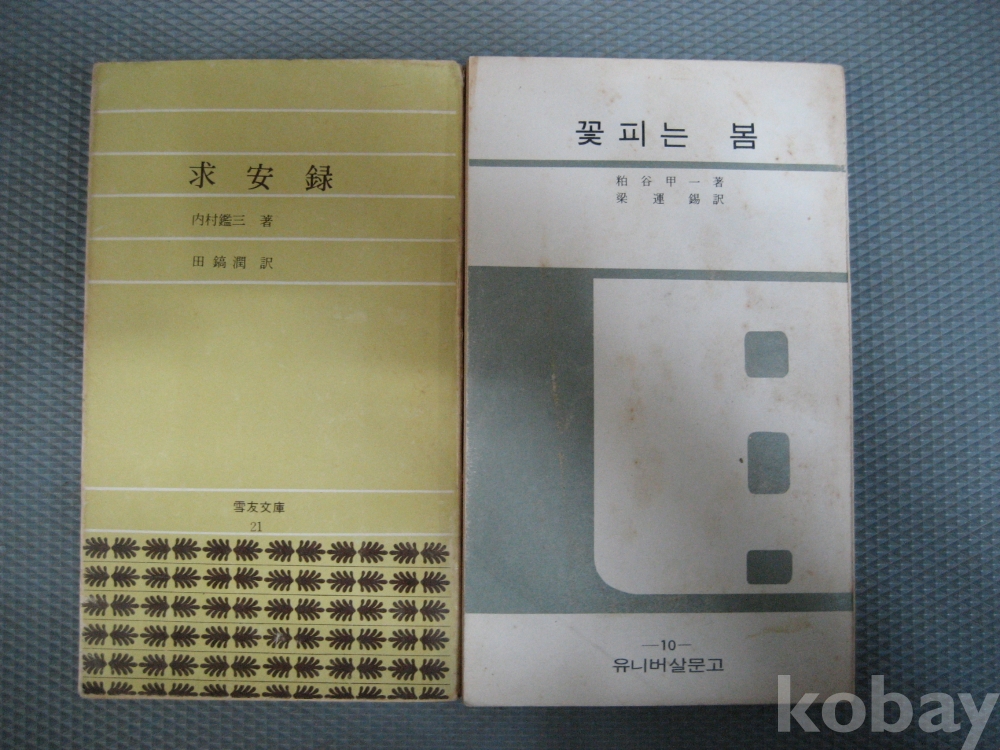 求安録
内村鑑三 著
田鎬潤 訳
雪友文庫
21
꽃피는 봄
粕谷甲一著
梁運錫訳
—10—
유니버살문고
kobay